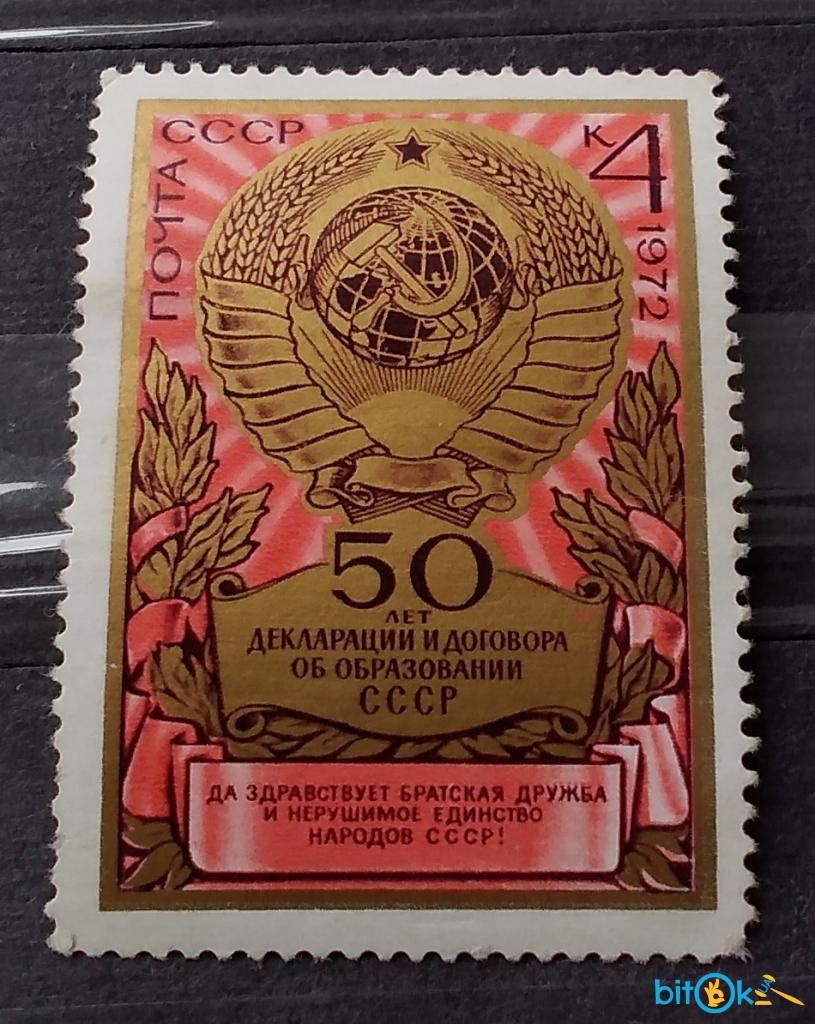 ПОЧТА СССР
К4
1972
50
ЛЕТ
ДЕКЛАРАЦИИ И ДОГОВОРА
ОБ ОБРАЗОВАНИИ
СССР
ДА ЗДРАВСТВУЕТ БРАТСКАЯ ДРУЖБА
И НЕРУШИМОЕ ЕДИНСТВО
НАРОДОВ СССР!
bitOk UA